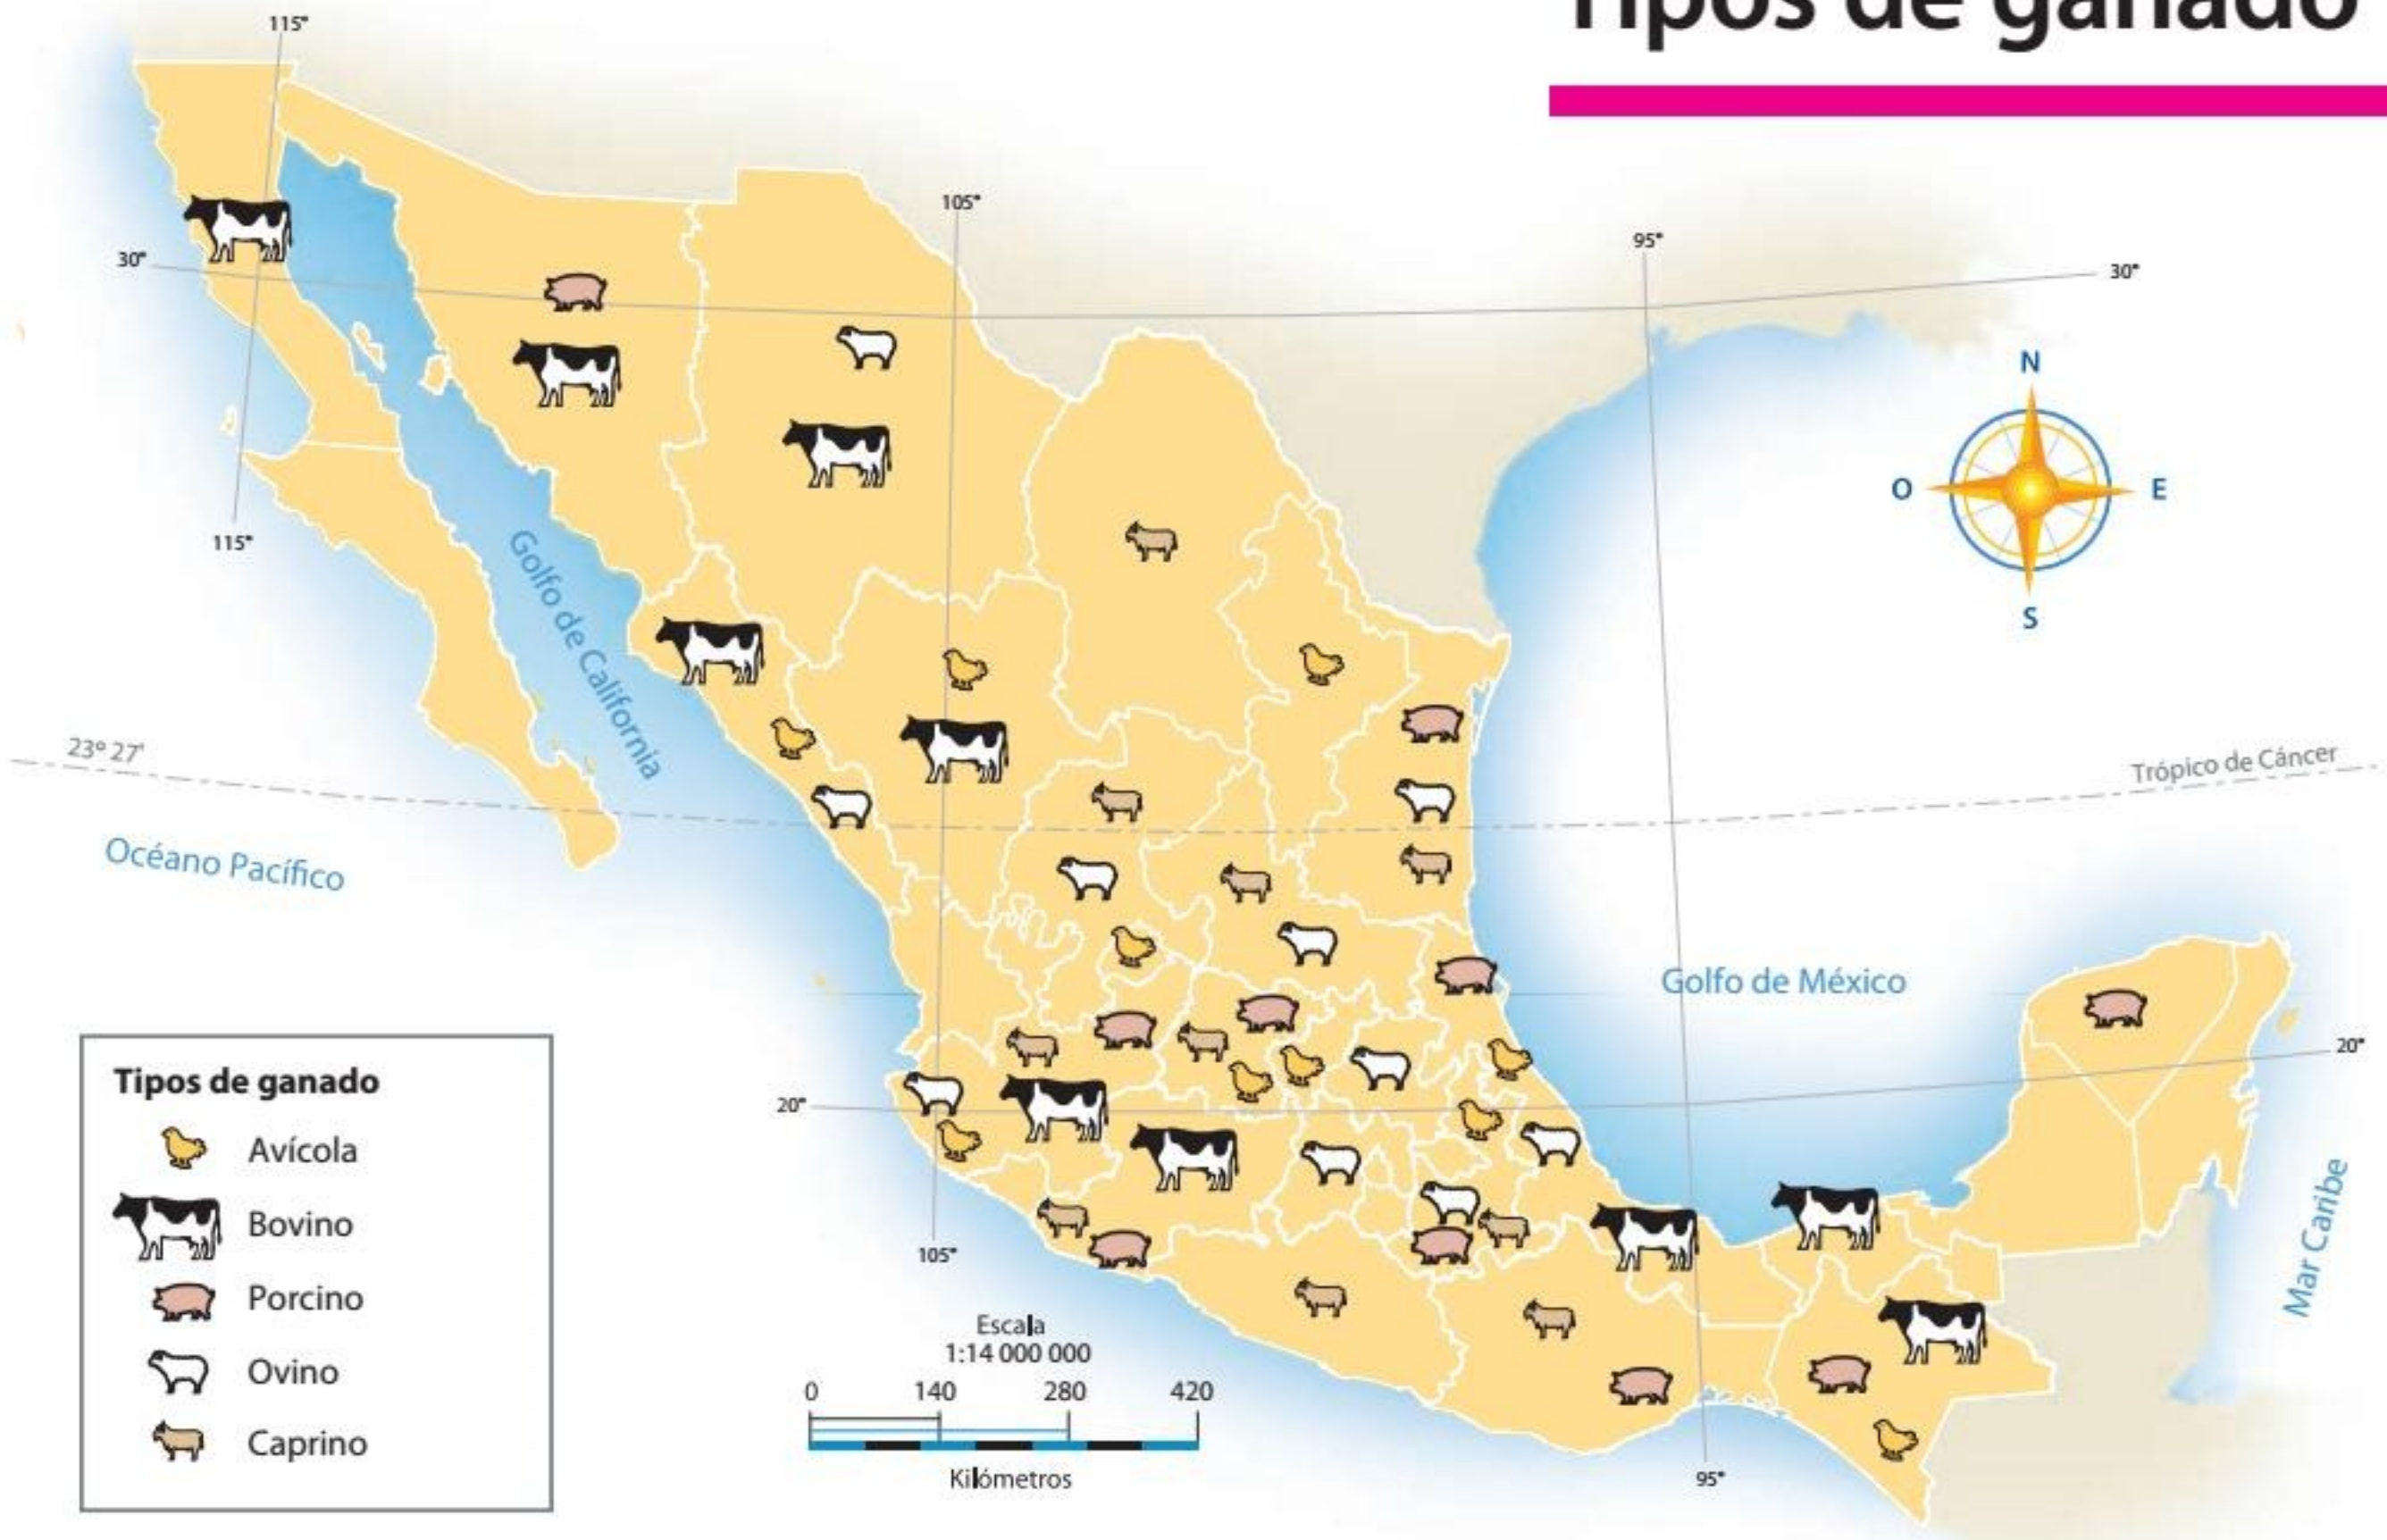 Tipos de ganado
115°
105°
95°
30°
30°
N
O
E
S
115°
Golfo de California
23° 27'
Trópico de Cáncer
Océano Pacífico
Golfo de México
20°
20°
Tipos de ganado
Avícola
Bovino
Porcino
Ovino
Caprino
105°
Mar Caribe
Escala
1:14 000 000
0 140 280 420
Kilómetros
95°